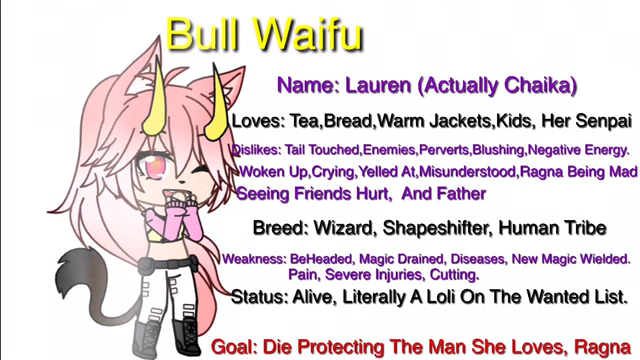 Bull Waifu
Name: Lauren (Actually Chaika)
Loves: Tea,Bread,Warm Jackets,Kids, Her Senpai
Dislikes: Tail Touched,Enemies,Perverts,Blushing,Negative Energy.
Woken Up,Crying,Yelled At,Misunderstood,Ragna Being Mad
Seeing Friends Hurt, And Father
Breed: Wizard, Shapeshifter, Human Tribe
Weakness: BeHeaded, Magic Drained, Diseases, New Magic Wielded.
Pain, Severe Injuries, Cutting.
Status: Alive, Literally A Loli On The Wanted List.
Goal: Die Protecting The Man She Loves, Ragna